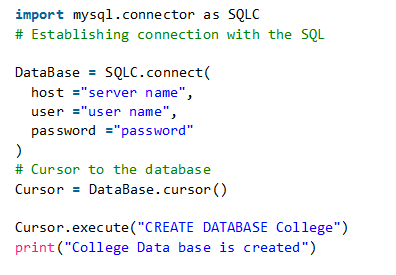 import mysql.connector as SQLC
# Establishing connection with the SQL
DataBase = SQLC.connect(
host ="server name",
user ="user name",
password ="password"
)
# Cursor to the database
Cursor = DataBase.cursor()
Cursor.execute("CREATE DATABASE College")
print("College Data base is created")